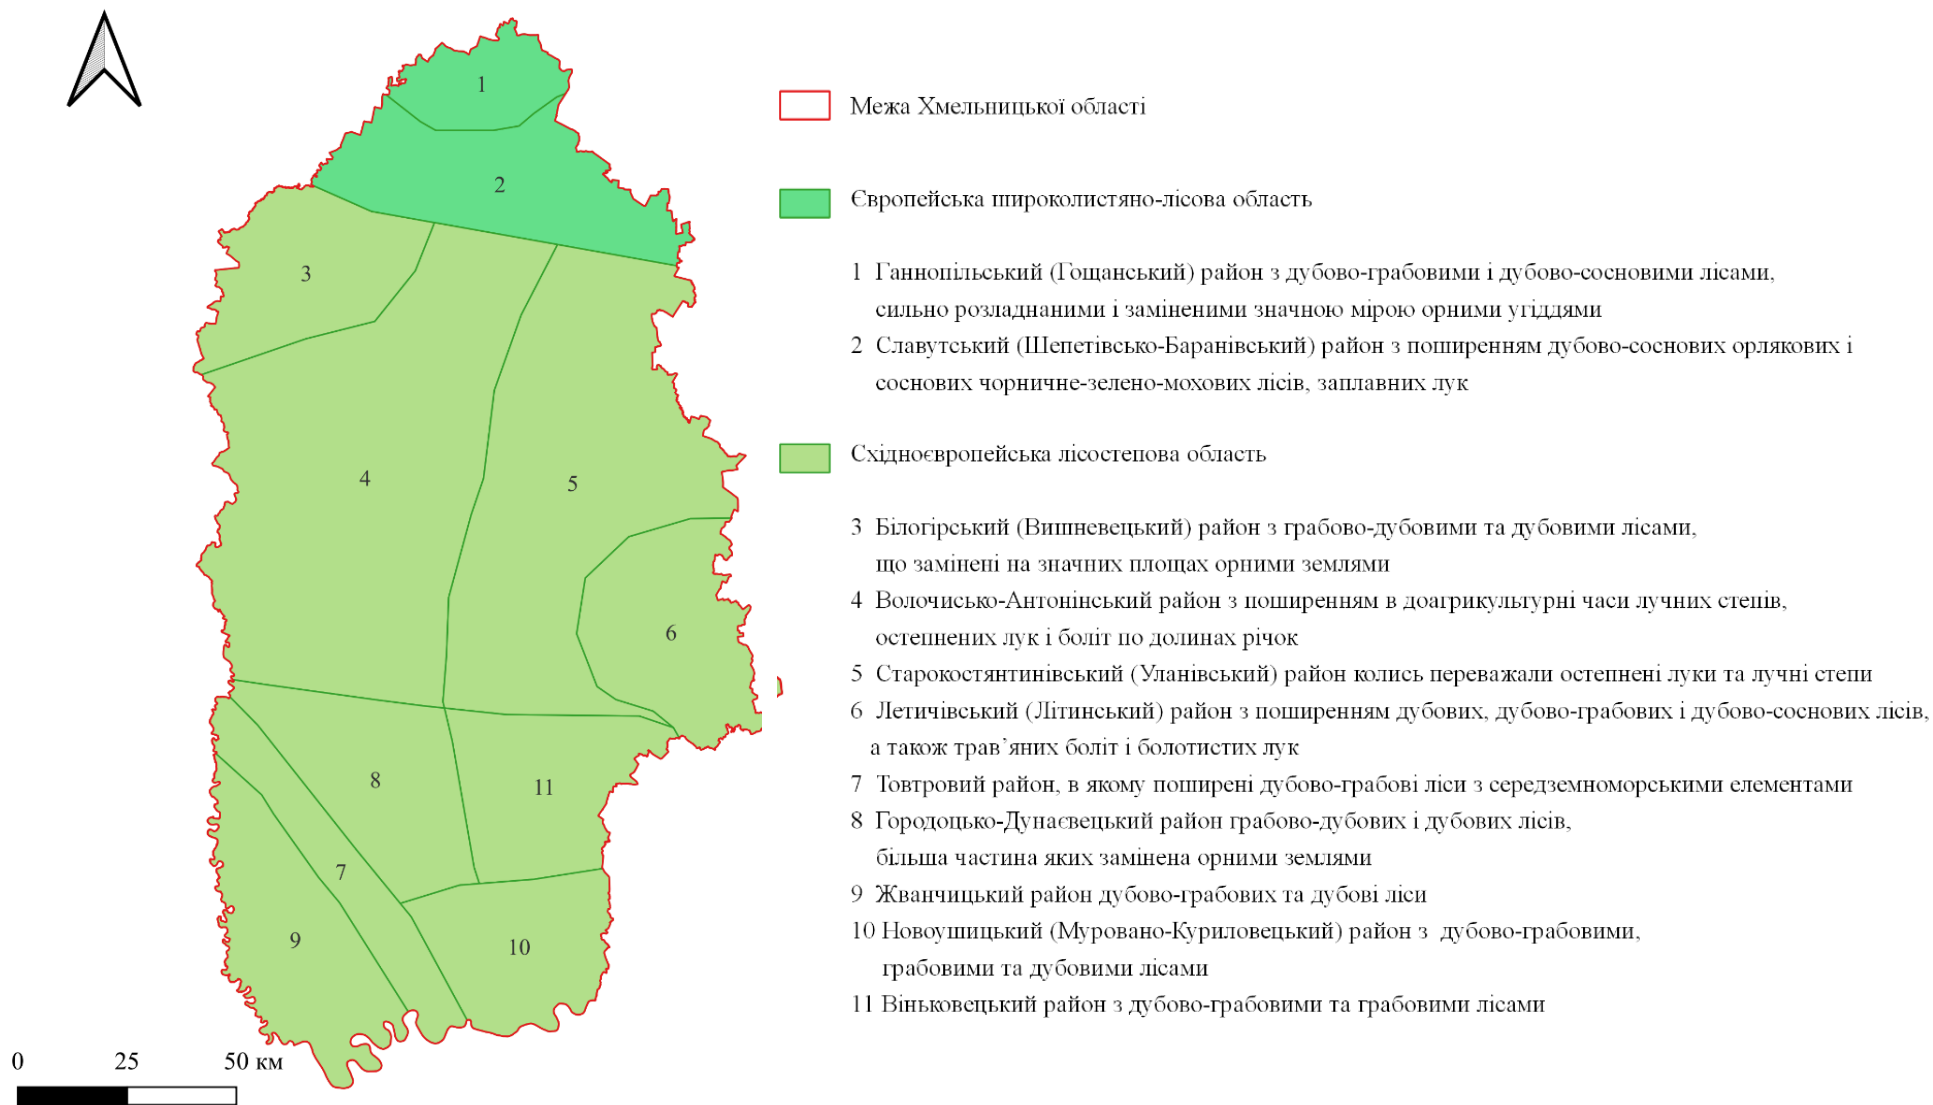 1
2
3
4
5
6
7
8
9
10
11
0 25 50 км
Межа Хмельницької області
Європейська широколистяно-лісова область
1 Ганнопільський (Гощанський) район з дубово-грабовими і дубово-сосновими лісами,
сильно розладнаними і заміненими значною мірою орними угіддями
2 Славутський (Шепетівсько-Баранівський) район з поширенням дубово-соснових орлякових і
соснових чорничне-зелено-мохових лісів, заплавних лук
Східноєвропейська лісостепова область
3 Білогірський (Вишневецький) район з грабово-дубовими та дубовими лісами,
що замінені на значних площах орними землями
4 Волочисько-Антонінський район з поширенням в доагрикультурні часи лучних степів,
остепнених лук і боліт по долинах річок
5 Старокостянтинівський (Уланівський) район колись переважали остепнені луки та лучні степи
6 Летичівський (Літинський) район з поширенням дубових, дубово-грабових і дубово-соснових лісів,
а також трав’яних боліт і болотистих лук
7 Товтровий район, в якому поширені дубово-грабові ліси з середземноморськими елементами
8 Городоцько-Дунаєвецький район грабово-дубових і дубових лісів,
більша частина яких замінена орними землями
9 Жванчицький район дубово-грабових та дубові ліси
10 Новоушицький (Муровано-Куриловецький) район з дубово-грабовими,
грабовими та дубовими лісами
11 Віньковецький район з дубово-грабовими та грабовими лісами